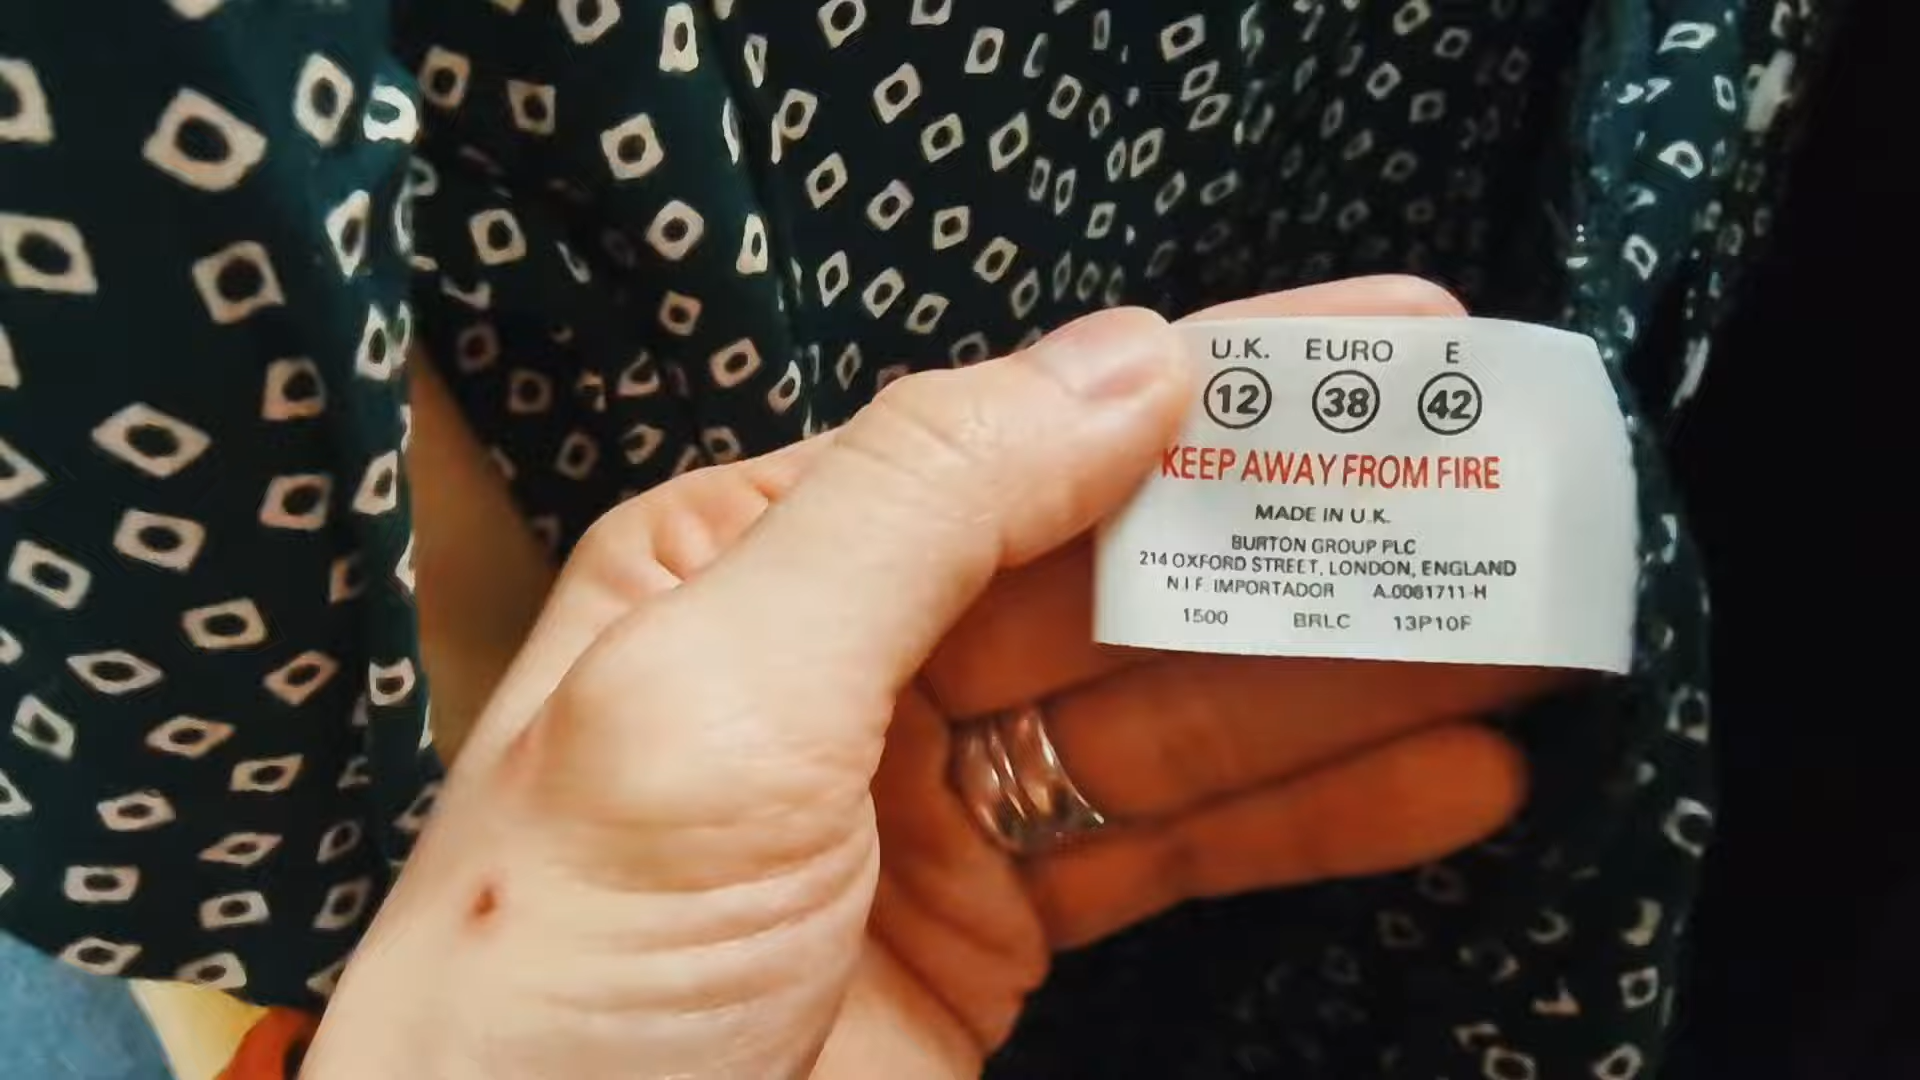 U.K. EURO E
12 38 42
KEEP AWAY FROM FIRE
MADE IN U.K.
BURTON GROUP PLC
214 OXFORD STREET, LONDON, ENGLAND
N.I.F. IMPORTADOR A.0061711-H
1500 BRLC 13P10F